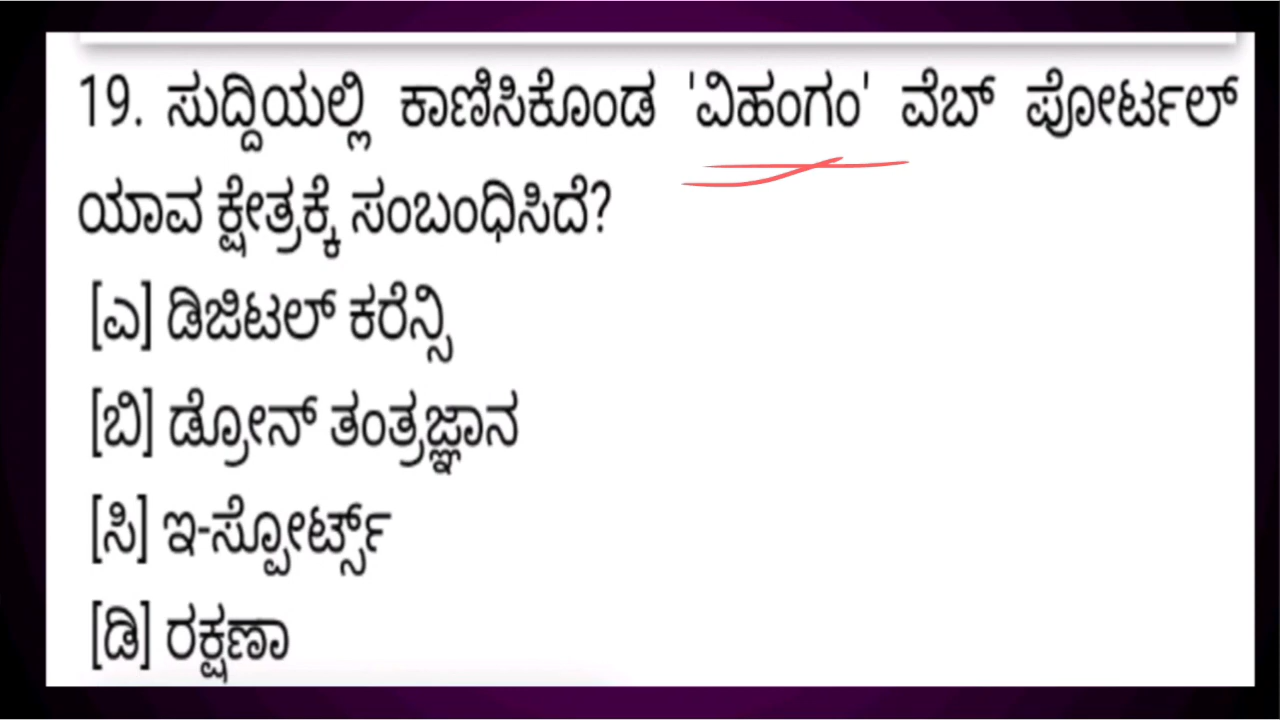 19. ಸುದ್ದಿಯಲ್ಲಿ ಕಾಣಿಸಿಕೊಂಡ 'ವಿಹಂಗಂ' ವೆಬ್ ಪೋರ್ಟಲ್
ಯಾವ ಕ್ಷೇತ್ರಕ್ಕೆ ಸಂಬಂಧಿಸಿದೆ?
[ಎ] ಡಿಜಿಟಲ್ ಕರೆನ್ಸಿ
[ಬಿ] ಡ್ರೋನ್ ತಂತ್ರಜ್ಞಾನ
[ಸಿ] ಇ-ಸ್ಪೋರ್ಟ್ಸ್
[ಡಿ] ರಕ್ಷಣಾ